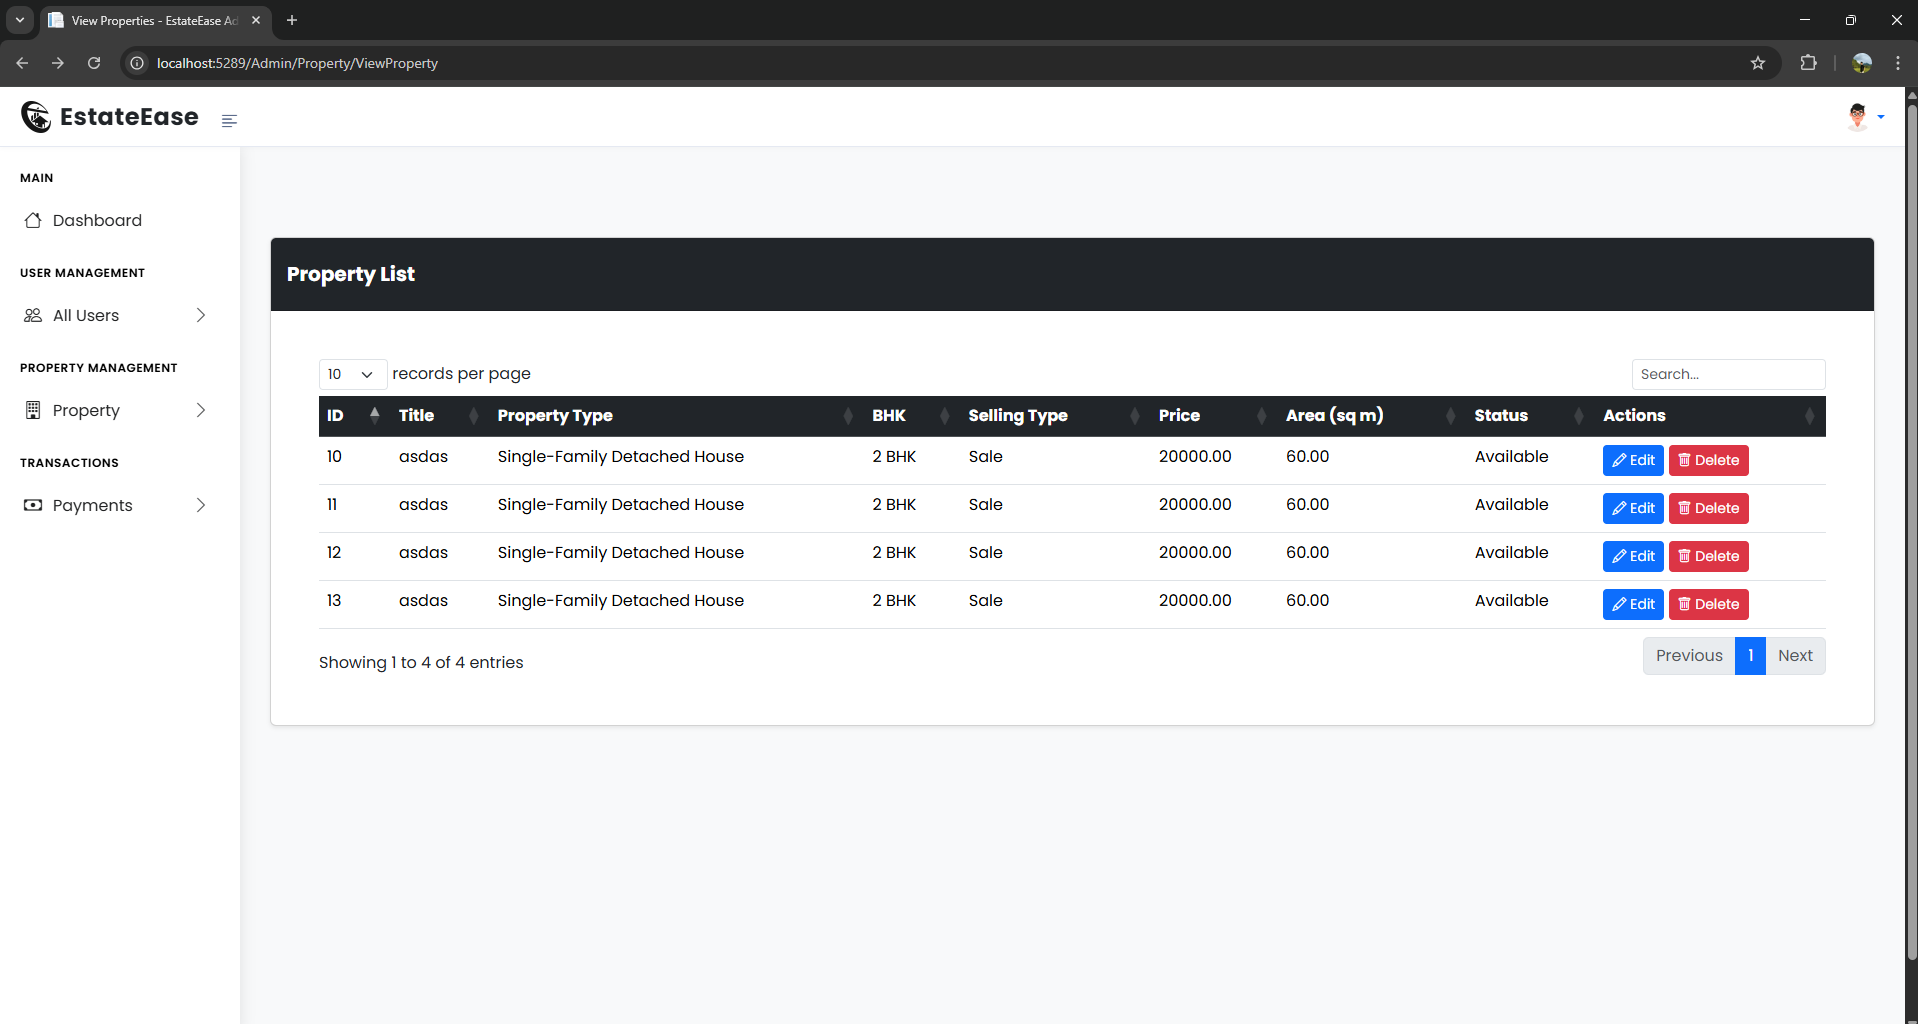 View Properties - EstateEase Ad
localhost:5289/Admin/Property/ViewProperty
EstateEase
MAIN
Dashboard
USER MANAGEMENT
All Users
PROPERTY MANAGEMENT
Property
TRANSACTIONS
Payments
Property List
10 records per page Search...
ID Title Property Type BHK Selling Type Price Area (sq m) Status Actions
10 asdas Single-Family Detached House 2 BHK Sale 20000.00 60.00 Available Edit Delete
11 asdas Single-Family Detached House 2 BHK Sale 20000.00 60.00 Available Edit Delete
12 asdas Single-Family Detached House 2 BHK Sale 20000.00 60.00 Available Edit Delete
13 asdas Single-Family Detached House 2 BHK Sale 20000.00 60.00 Available Edit Delete
Showing 1 to 4 of 4 entries Previous 1 Next